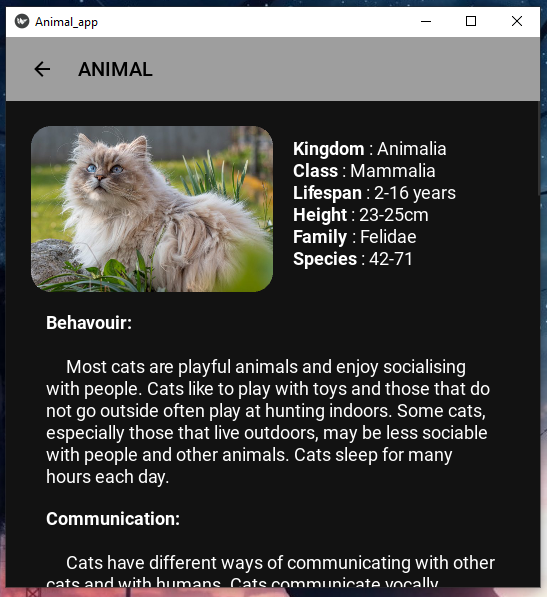 Animal_app
ANIMAL
Kingdom : Animalia
Class : Mammalia
Lifespan : 2-16 years
Height : 23-25cm
Family : Felidae
Species : 42-71
Behavour:
Most cats are playful animals and enjoy socialising
with people. Cats like to play with toys and those that do
not go outside often play at hunting indoors. Some cats,
especially those that live outdoors, may be less sociable
with people and other animals. Cats sleep for many
hours each day.
Communication:
Cats have different ways of communicating with other
cats and with humans. Cats communicate vocally